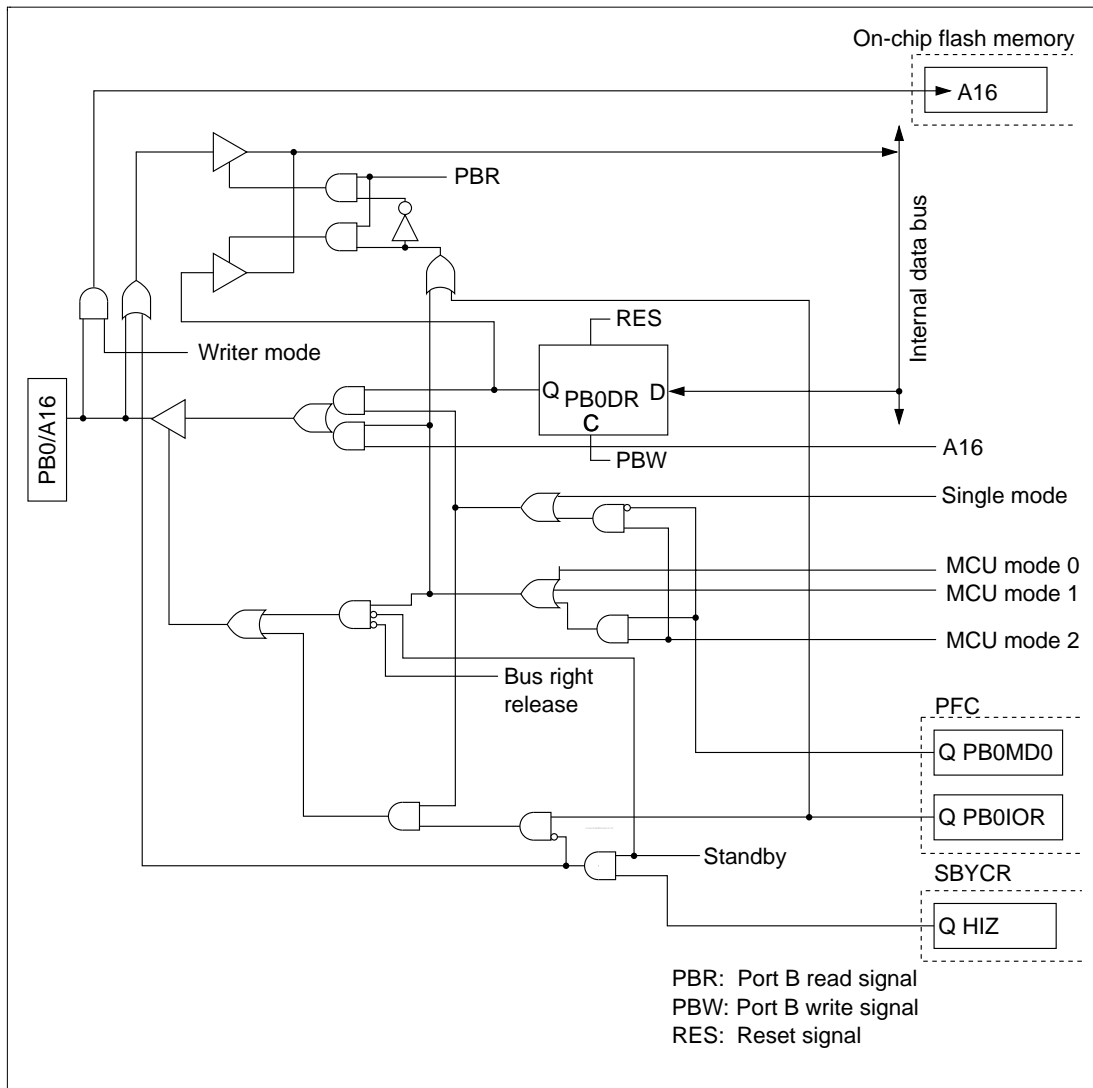 On-chip flash memory
A16
PBR
Internal data bus
RES
Writer mode
Q PB0DR D
C
PB0/A16
PBW
A16
Single mode
MCU mode 0
MCU mode 1
MCU mode 2
Bus right
release
PFC
Q PB0MD0
Q PB0IOR
Standby
SBYCR
Q HIZ
PBR: Port B read signal
PBW: Port B write signal
RES: Reset signal